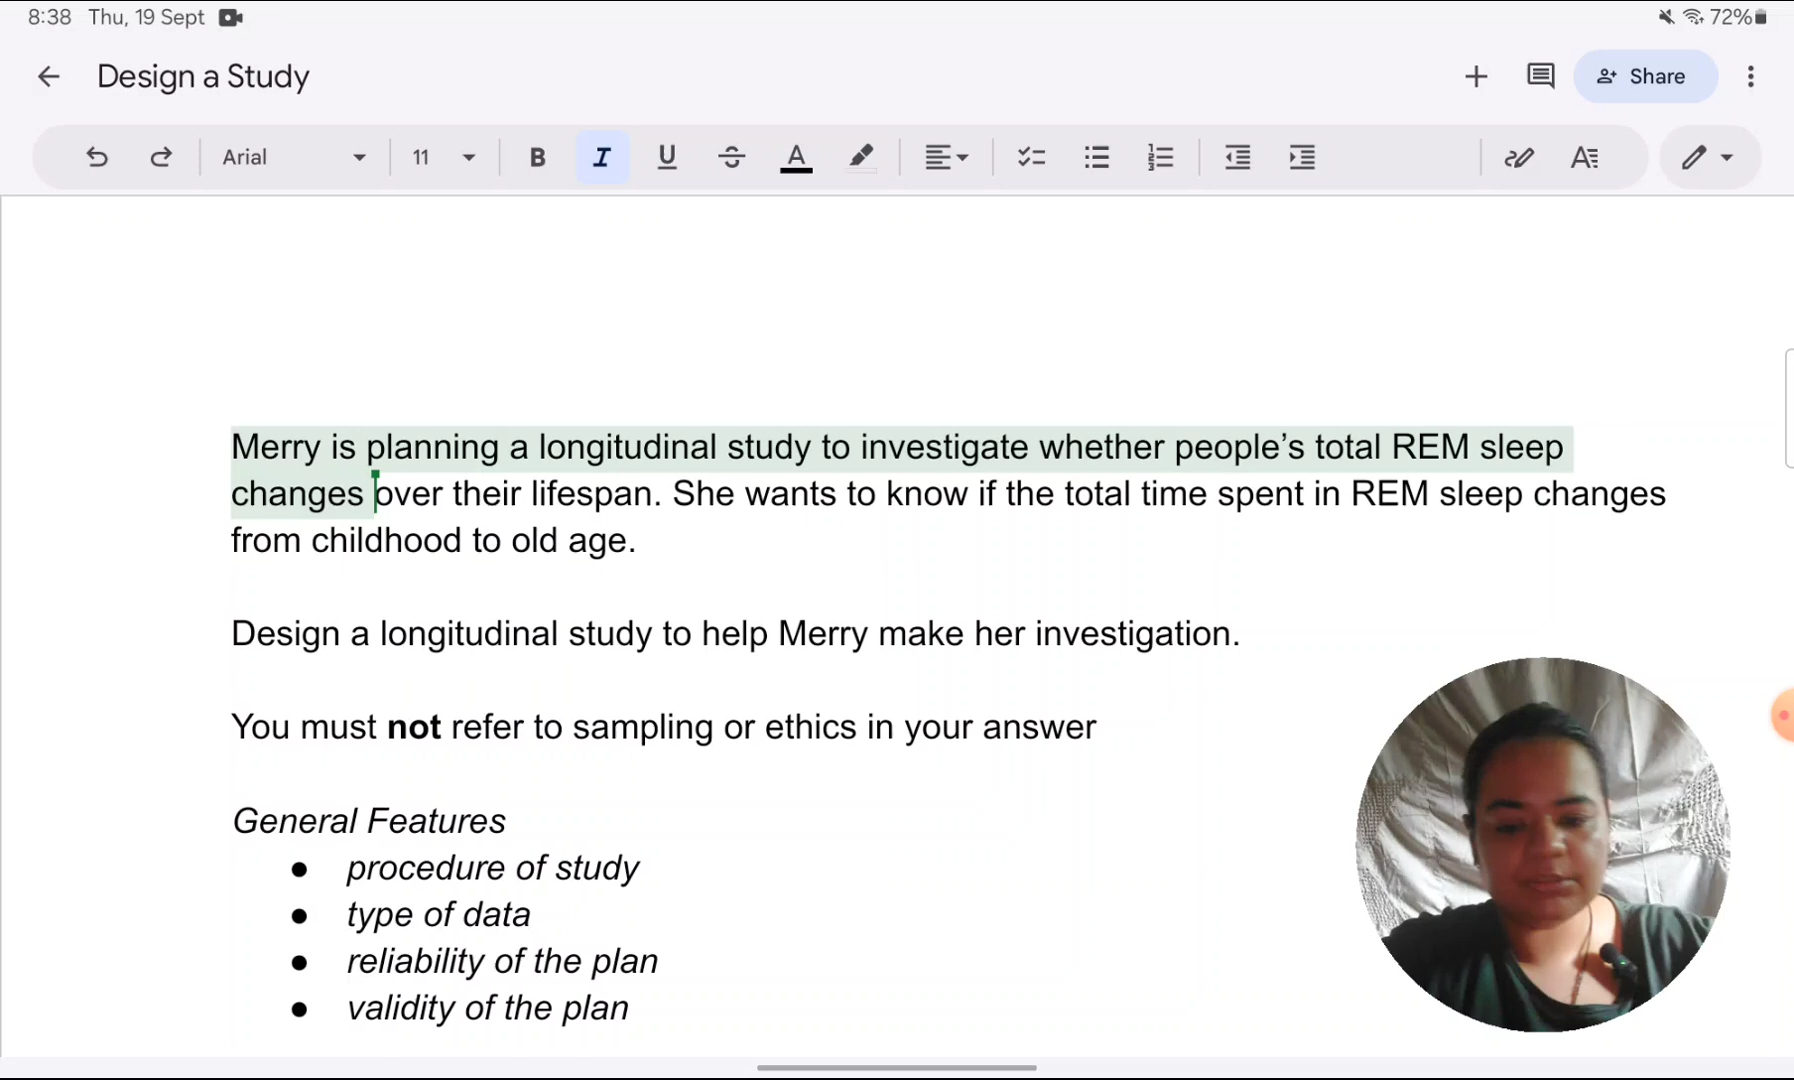 8:38 Thu, 19 Sept 72%
Design a Study
Share
Arial 11 B I U S A A
Merry is planning a longitudinal study to investigate whether people’s total REM sleep
changes over their lifespan. She wants to know if the total time spent in REM sleep changes
from childhood to old age.
Design a longitudinal study to help Merry make her investigation.
You must not refer to sampling or ethics in your answer
General Features
● procedure of study
● type of data
● reliability of the plan
● validity of the plan